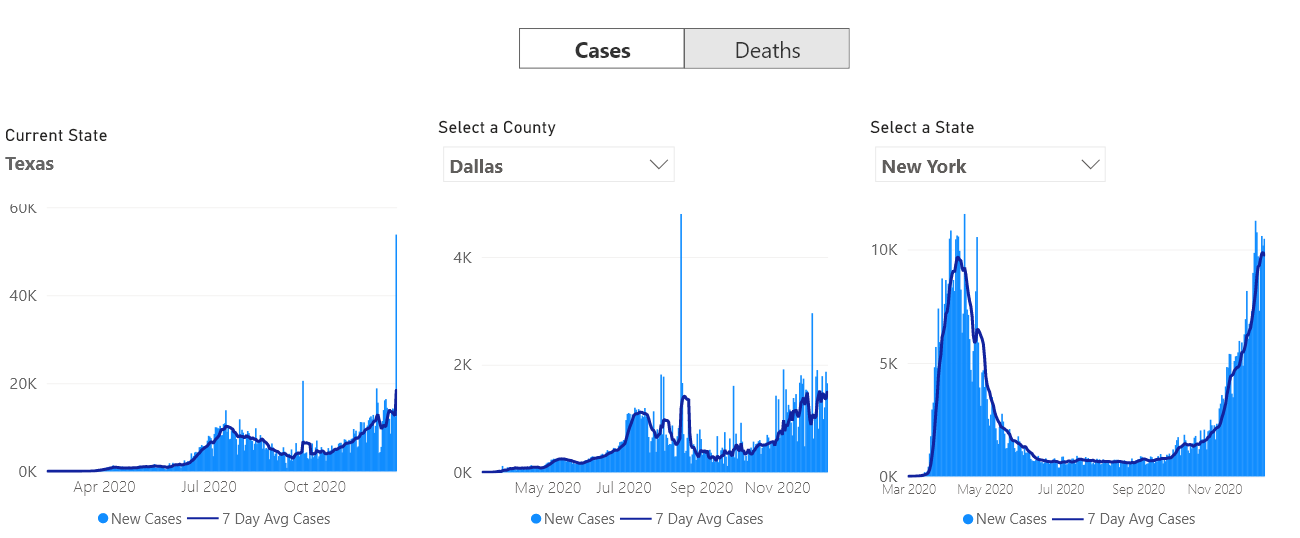 Cases Deaths
Current State
Texas
60K
40K
20K
0K
Apr 2020 Jul 2020 Oct 2020
New Cases 7 Day Avg Cases
Select a County
Dallas
4K
2K
0K
May 2020 Jul 2020 Sep 2020 Nov 2020
New Cases 7 Day Avg Cases
Select a State
New York
10K
5K
0K
Mar 2020 May 2020 Jul 2020 Sep 2020 Nov 2020
New Cases 7 Day Avg Cases